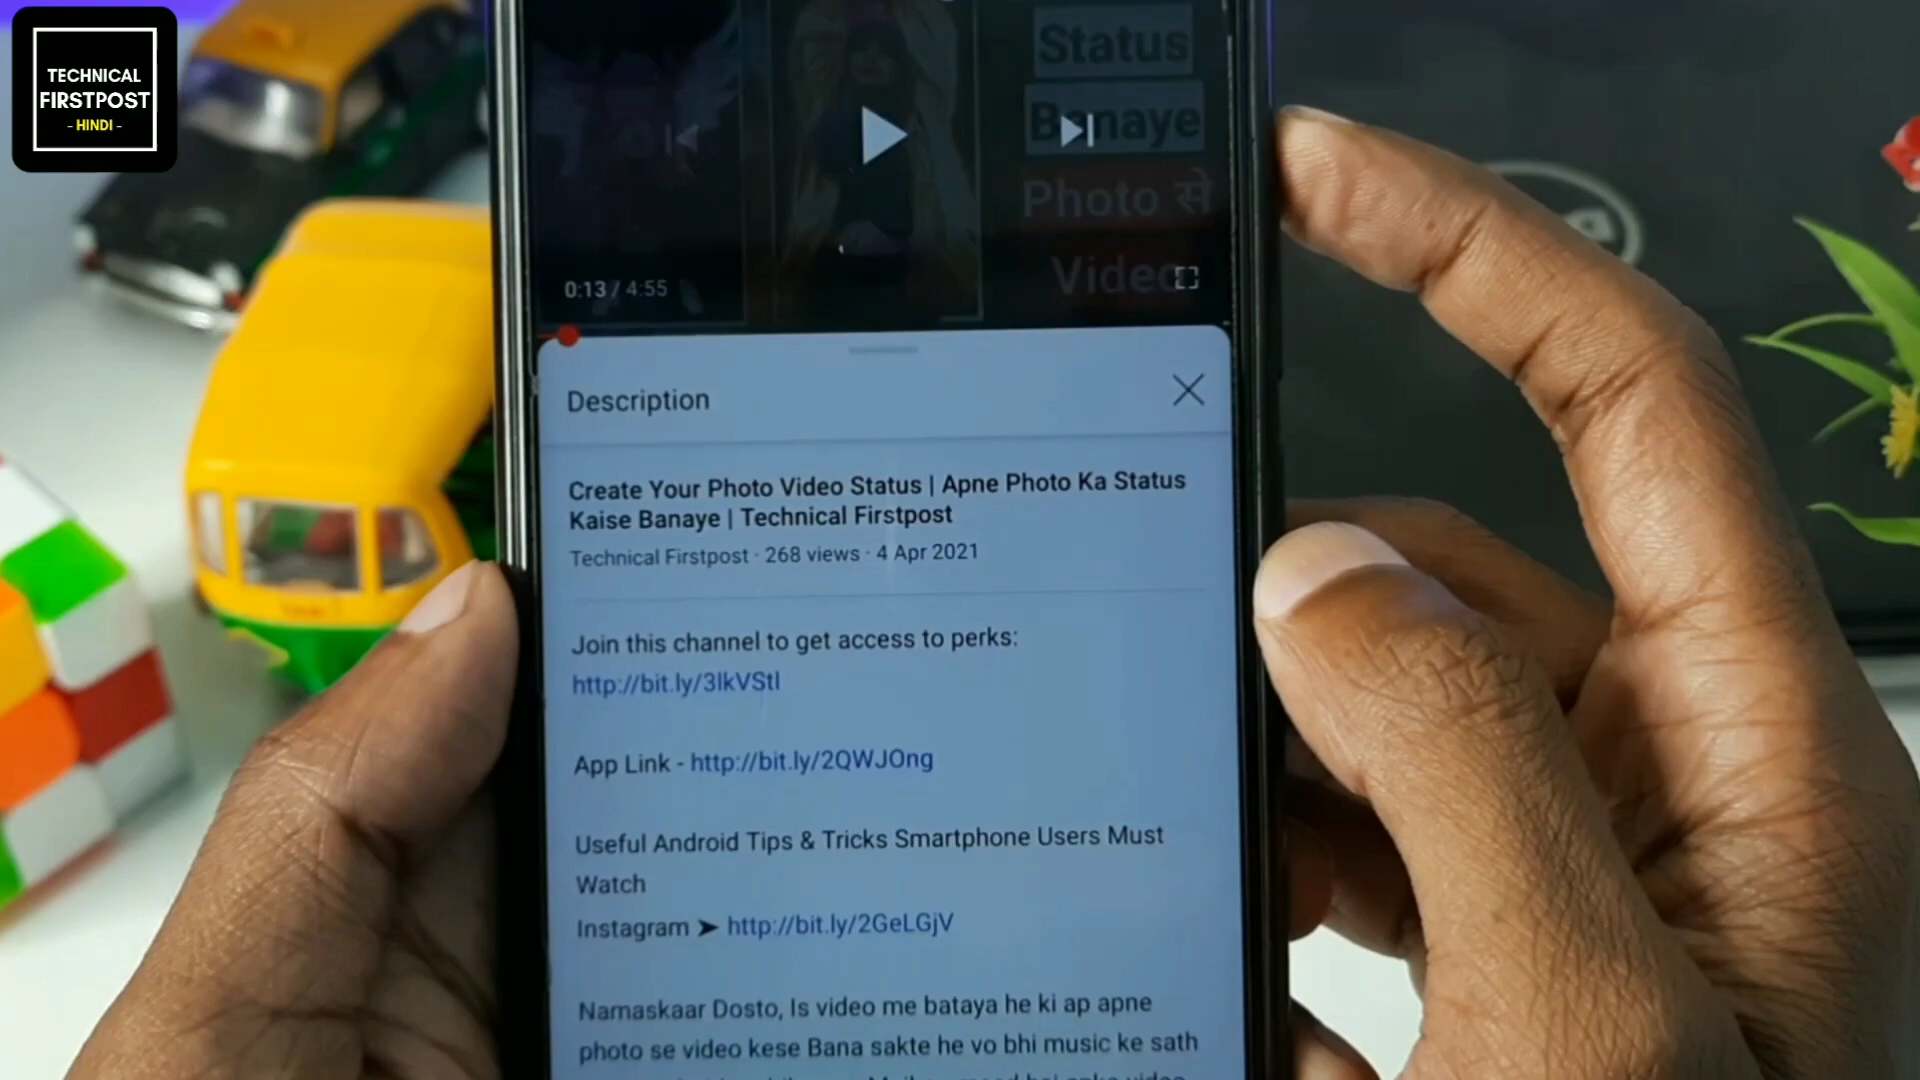 TECHNICAL
FIRSTPOST
- HINDI -
Status
Banaye
Photo से
Video
0:13 / 4:55
Description
Create Your Photo Video Status | Apne Photo Ka Status
Kaise Banaye | Technical Firstpost
Technical Firstpost · 268 views · 4 Apr 2021
Join this channel to get access to perks:
http://bit.ly/3lkVStl
App Link - http://bit.ly/2QWJOng
Useful Android Tips & Tricks Smartphone Users Must
Watch
Instagram ➤ http://bit.ly/2GeLGjV
Namaskaar Dosto, Is video me bataya he ki ap apne
photo se video kese Bana sakte he vo bhi music ke sath